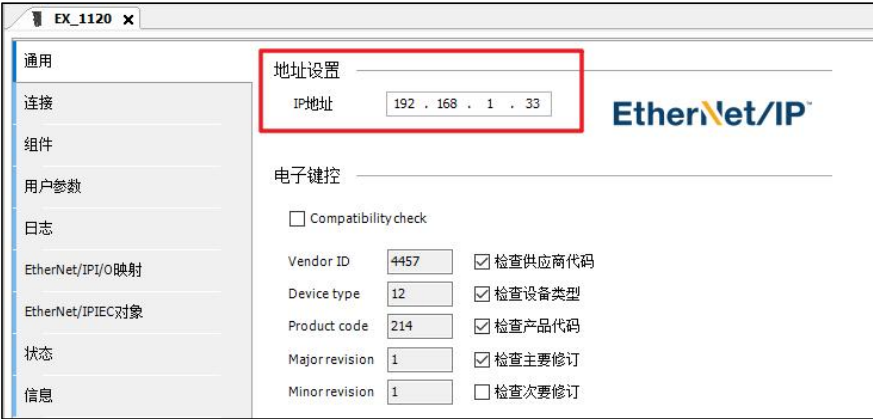 EX_1120 x
通用
连接
组件
用户参数
日志
EtherNet/IPI/O映射
EtherNet/IPIEC对象
状态
信息
地址设置
IP地址 192 . 168 . 1 . 33
EtherNet/IP
电子键控
Compatibility check
Vendor ID 4457 检查供应商代码
Device type 12 检查设备类型
Product code 214 检查产品代码
Major revision 1 检查主要修订
Minor revision 1 检查次要修订